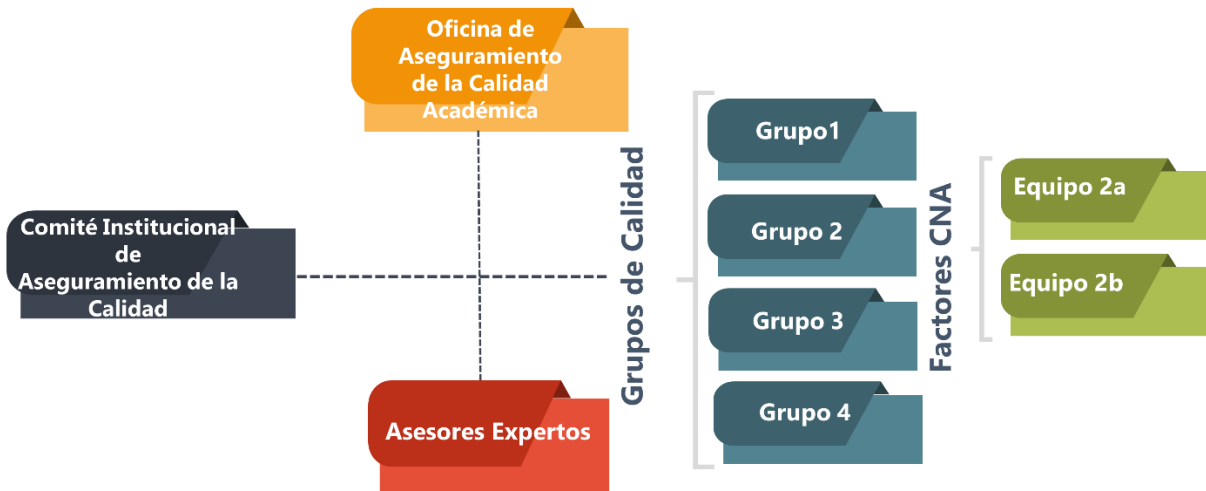 Oficina de
Aseguramiento
de la Calidad
Académica
Comité Institucional
de
Aseguramiento de la
Calidad
Asesores Expertos
Grupos de Calidad
Grupo1
Grupo 2
Grupo 3
Grupo 4
Factores CNA
Equipo 2a
Equipo 2b